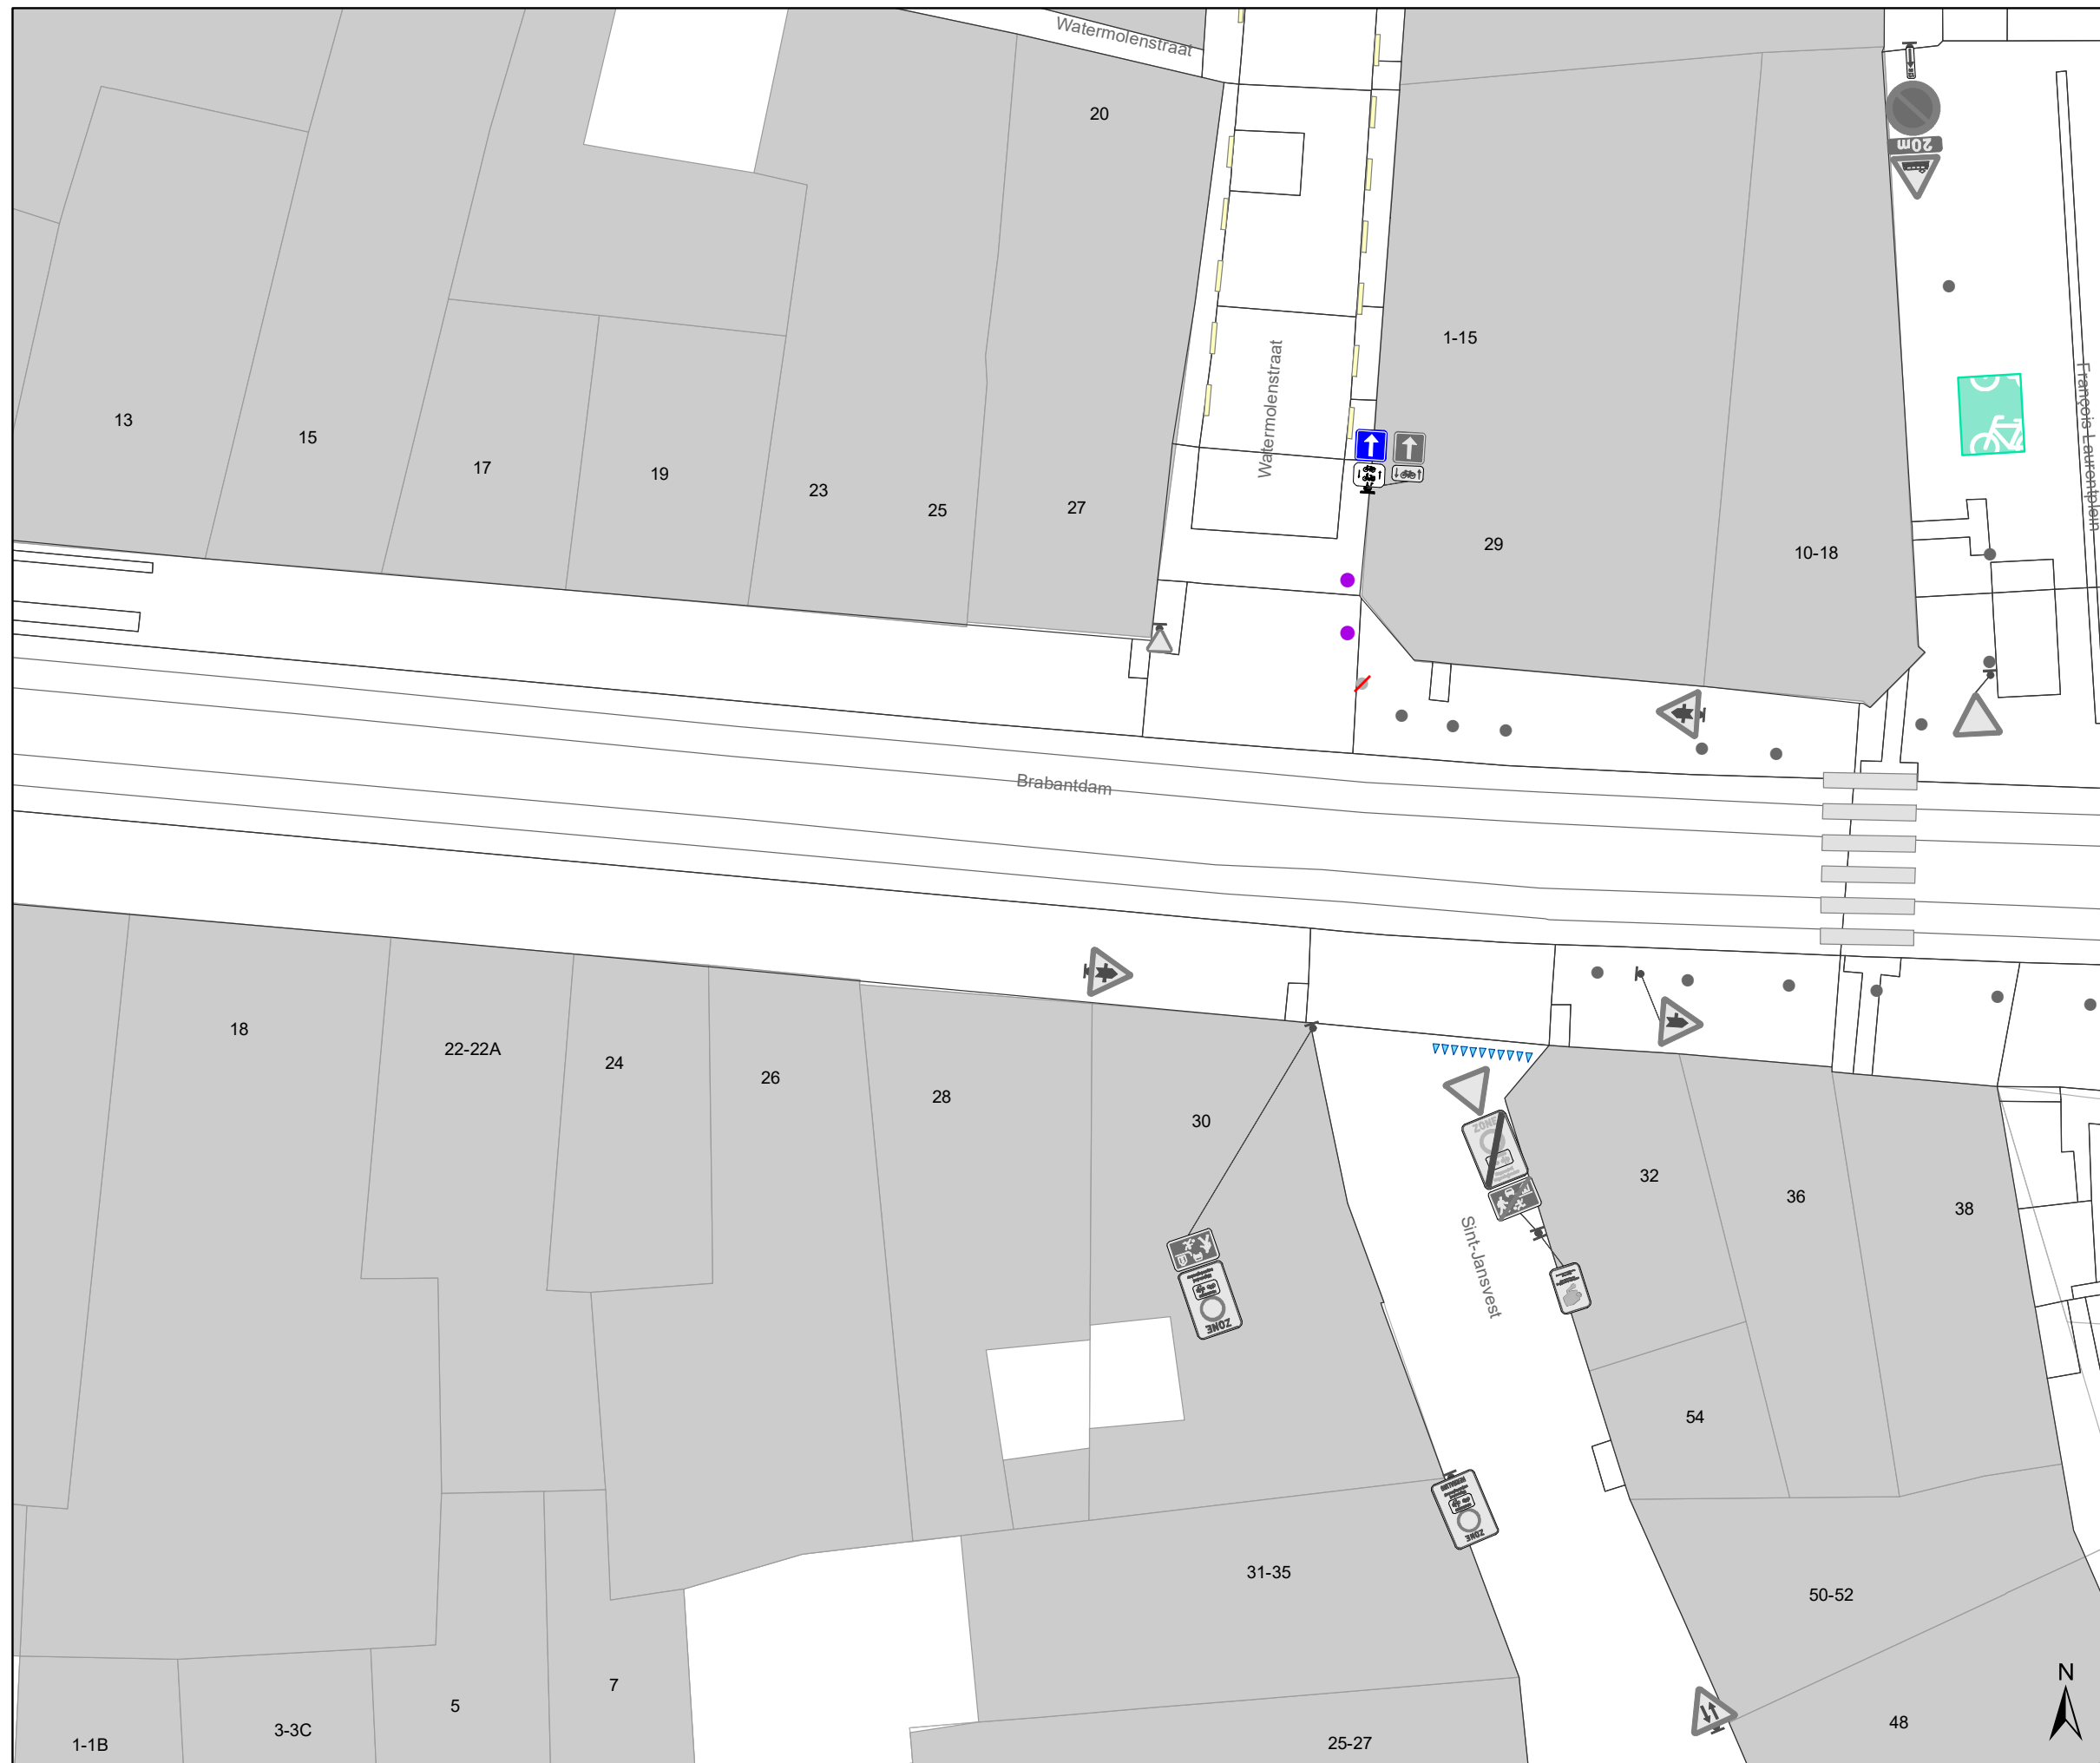 Watermolenstraat
20
20m
1-15
Watermolenstraat
François Laurentplein
13
15
17
19
23
25
27
29
10-18
Brabantdam
18
22-22A
24
26
28
30
ZONE
32
36
38
Sint-Jansvest
ZONE
54
ZONE
31-35
50-52
7
5
3-3C
1-1B
25-27
48
N